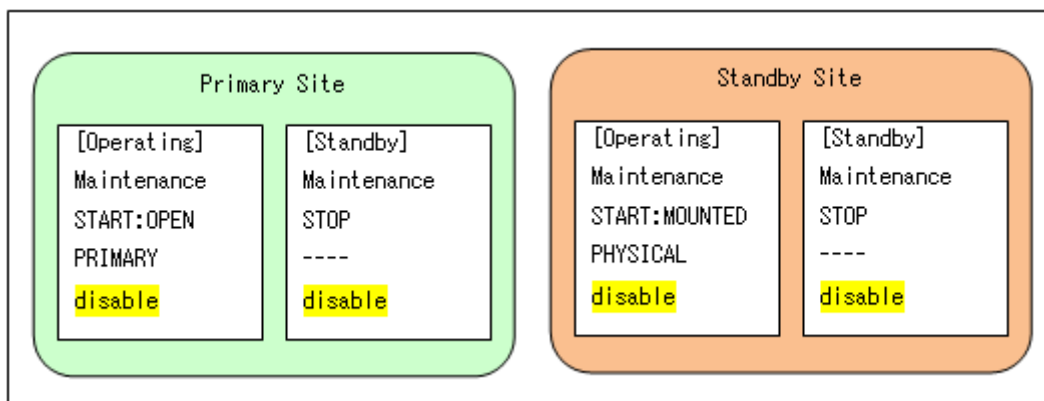 Primary Site
[Operating]
Maintenance
START:OPEN
PRIMARY
disable
[Standby]
Maintenance
STOP
----
disable
Standby Site
[Operating]
Maintenance
START:MOUNTED
PHYSICAL
disable
[Standby]
Maintenance
STOP
----
disable